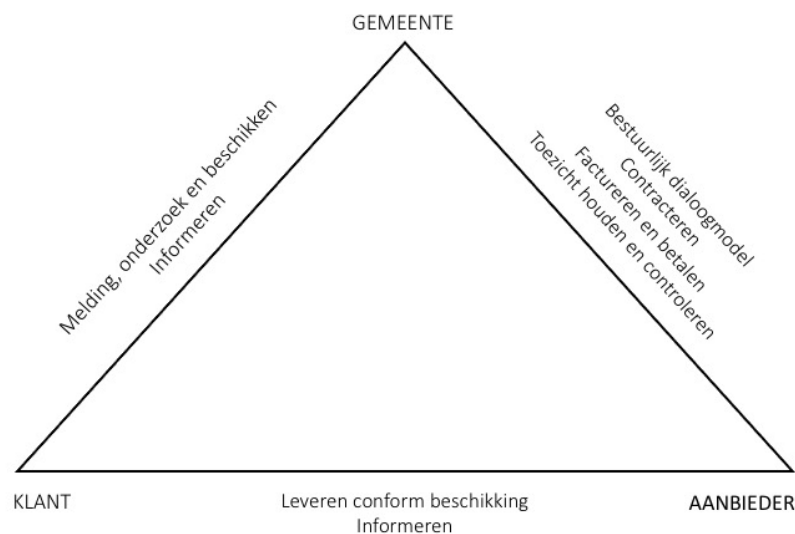 GEMEENTE
Melding, onderzoek en beschikken
Informeren
Bestuurlijk dialoogmodel
Contracteren
Factureren en betalen
Toezicht houden en controleren
KLANT
Leveren conform beschikking
Informeren
AANBIEDER